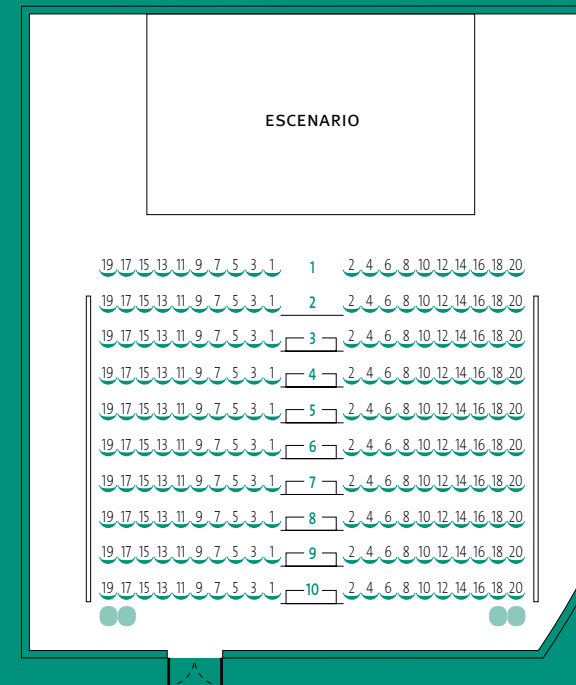 ESCENARIO
19 17 15 13 11 9 7 5 3 1 1 2 4 6 8 10 12 14 16 18 20
19 17 15 13 11 9 7 5 3 1 2 2 4 6 8 10 12 14 16 18 20
19 17 15 13 11 9 7 5 3 1 3 2 4 6 8 10 12 14 16 18 20
19 17 15 13 11 9 7 5 3 1 4 2 4 6 8 10 12 14 16 18 20
19 17 15 13 11 9 7 5 3 1 5 2 4 6 8 10 12 14 16 18 20
19 17 15 13 11 9 7 5 3 1 6 2 4 6 8 10 12 14 16 18 20
19 17 15 13 11 9 7 5 3 1 7 2 4 6 8 10 12 14 16 18 20
19 17 15 13 11 9 7 5 3 1 8 2 4 6 8 10 12 14 16 18 20
19 17 15 13 11 9 7 5 3 1 9 2 4 6 8 10 12 14 16 18 20
19 17 15 13 11 9 7 5 3 1 10 2 4 6 8 10 12 14 16 18 20